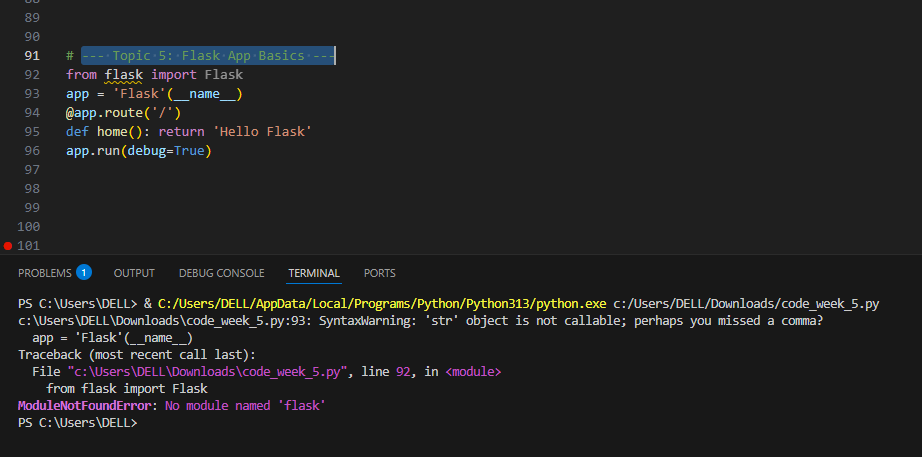 89
90
91 # --- Topic 5: Flask App Basics ---
92 from flask import Flask
93 app = 'Flask'(__name__)
94 @app.route('/')
95 def home(): return 'Hello Flask'
96 app.run(debug=True)
97
98
99
100
101
PROBLEMS 1 OUTPUT DEBUG CONSOLE TERMINAL PORTS
PS C:\Users\DELL> & C:/Users/DELL/AppData/Local/Programs/Python/Python313/python.exe c:/Users/DELL/Downloads/code_week_5.py
c:\Users\DELL\Downloads\code_week_5.py:93: SyntaxWarning: 'str' object is not callable; perhaps you missed a comma?
  app = 'Flask'(__name__)
Traceback (most recent call last):
  File "c:\Users\DELL\Downloads\code_week_5.py", line 92, in <module>
    from flask import Flask
ModuleNotFoundError: No module named 'flask'
PS C:\Users\DELL>